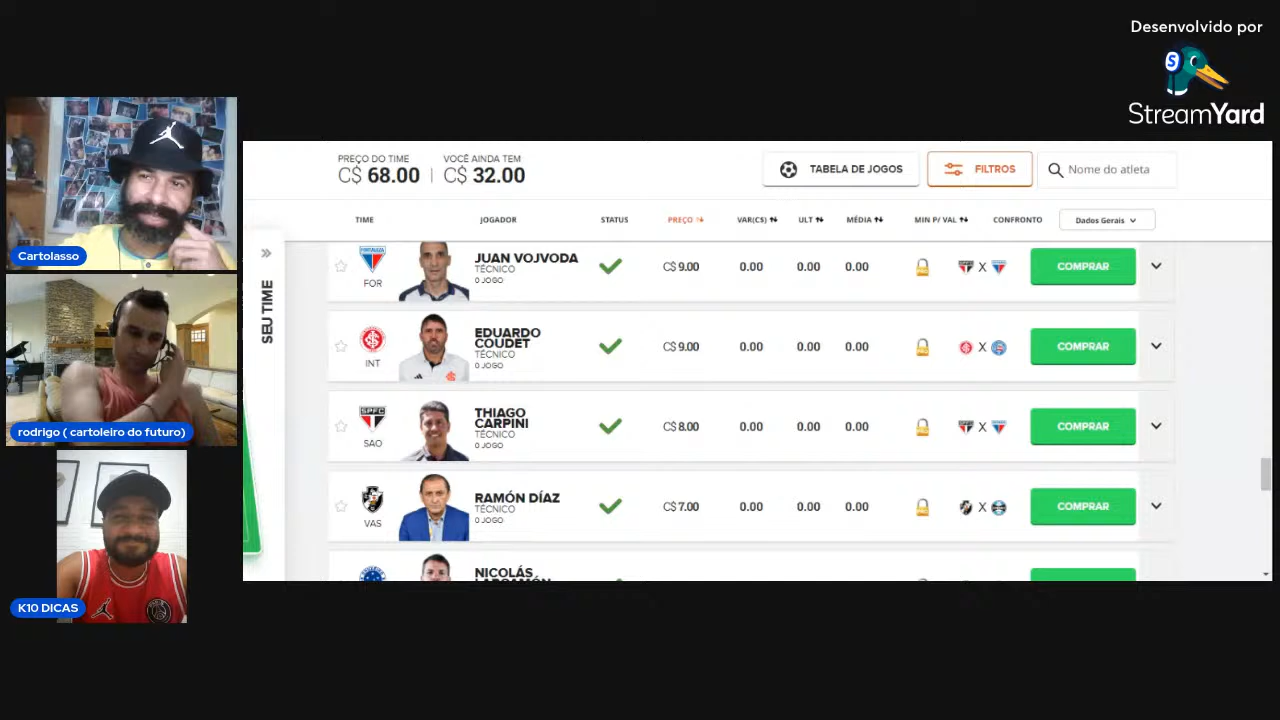 Desenvolvido por
StreamYard
Cartolasso
rodrigo ( cartoleiro do futuro)
K10 DICAS
PREÇO DO TIME
C$ 68.00
VOCÊ AINDA TEM
C$ 32.00
TABELA DE JOGOS
FILTROS
Nome do atleta
TIME JOGADOR STATUS PREÇO VAR(C$) ULT MÉDIA MIN P/ VAL CONFRONTO Dados Gerais
SEU TIME
FORTALEZA
FOR
JUAN VOJVODA
TÉCNICO
0 JOGO
C$ 9.00 0.00 0.00 0.00 X COMPRAR
INT
EDUARDO
COUDET
TÉCNICO
0 JOGO
C$ 9.00 0.00 0.00 0.00 X COMPRAR
SPFC
SAO
THIAGO
CARPINI
TÉCNICO
0 JOGO
C$ 8.00 0.00 0.00 0.00 X COMPRAR
VAS
RAMÓN DÍAZ
TÉCNICO
0 JOGO
C$ 7.00 0.00 0.00 0.00 X COMPRAR
NICOLÁS